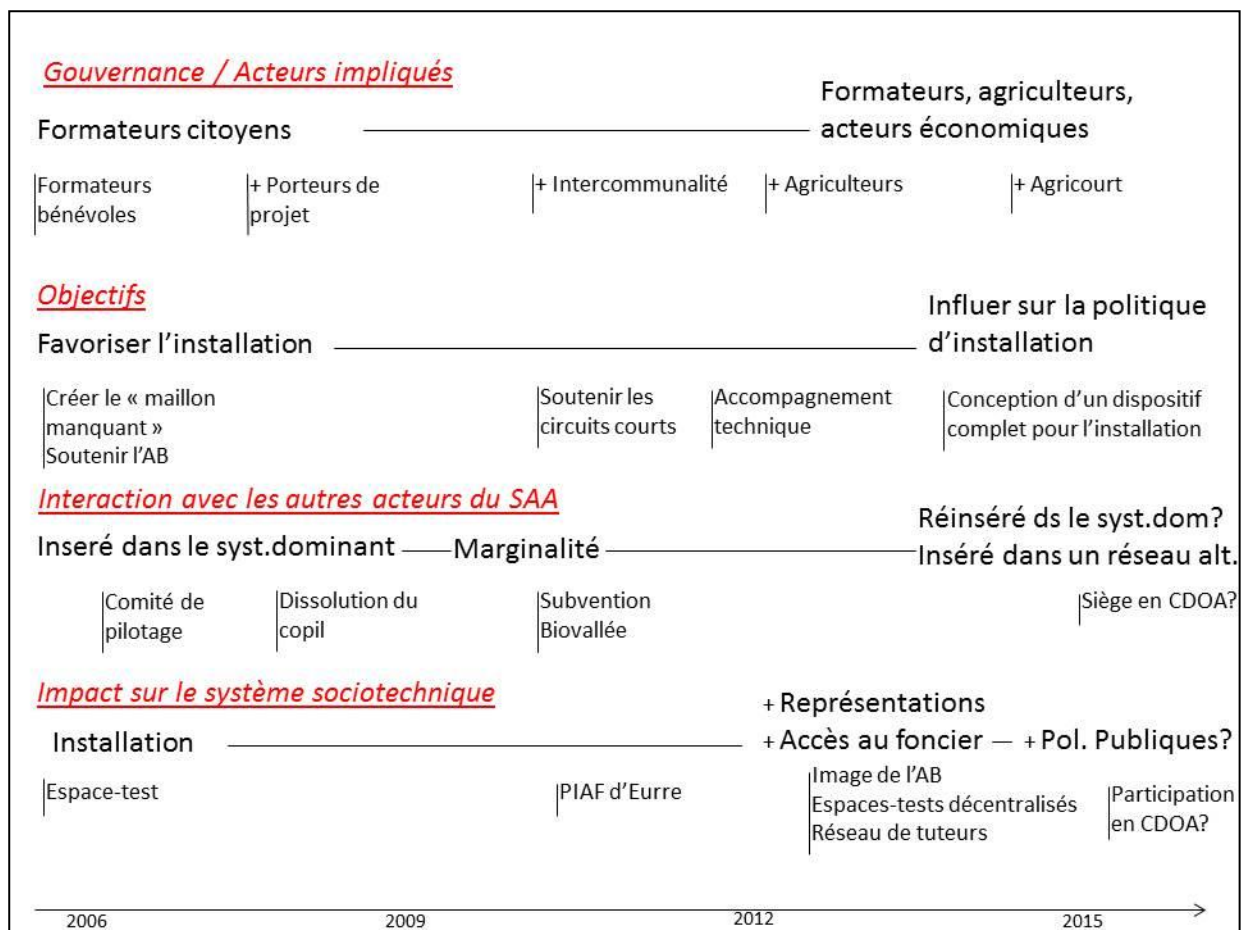 Gouvernance / Acteurs impliqués
Formateurs, agriculteurs,
acteurs économiques
Formateurs citoyens
Formateurs
bénévoles
+ Porteurs de
projet
+ Intercommunalité
+ Agriculteurs
+ Agricourt
Objectifs
Influer sur la politique
d’installation
Favoriser l’installation
Créer le « maillon
manquant »
Soutenir l’AB
Soutenir les
circuits courts
Accompagnement
technique
Conception d’un dispositif
complet pour l’installation
Interaction avec les autres acteurs du SAA
Inseré dans le syst.dominant
Marginalité
Réinséré ds le syst.dom?
Inséré dans un réseau alt.
Comité de
pilotage
Dissolution du
copil
Subvention
Biovallée
Siège en CDOA?
Impact sur le système sociotechnique
Installation
+ Représentations
+ Accès au foncier
+ Pol. Publiques?
Espace-test
PIAF d’Eurre
Image de l’AB
Espaces-tests décentralisés
Réseau de tuteurs
Participation
en CDOA?
2006
2009
2012
2015